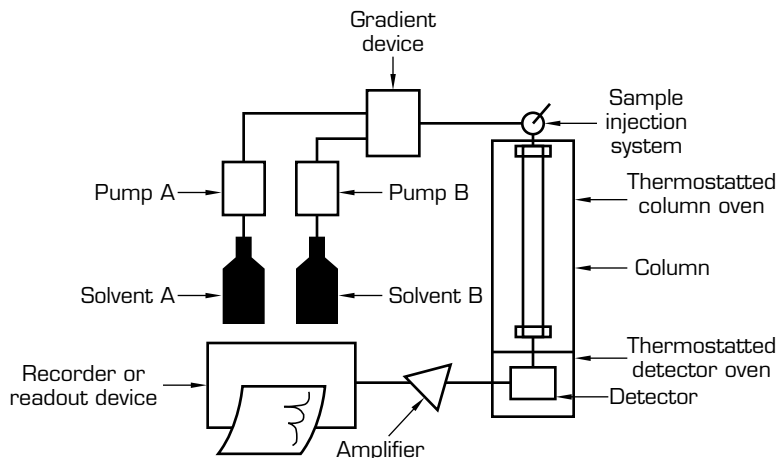 Gradient
device
Sample
injection
system
Pump A
Pump B
Thermostatted
column oven
Column
Solvent A
Solvent B
Thermostatted
detector oven
Recorder or
readout device
Detector
Amplifier